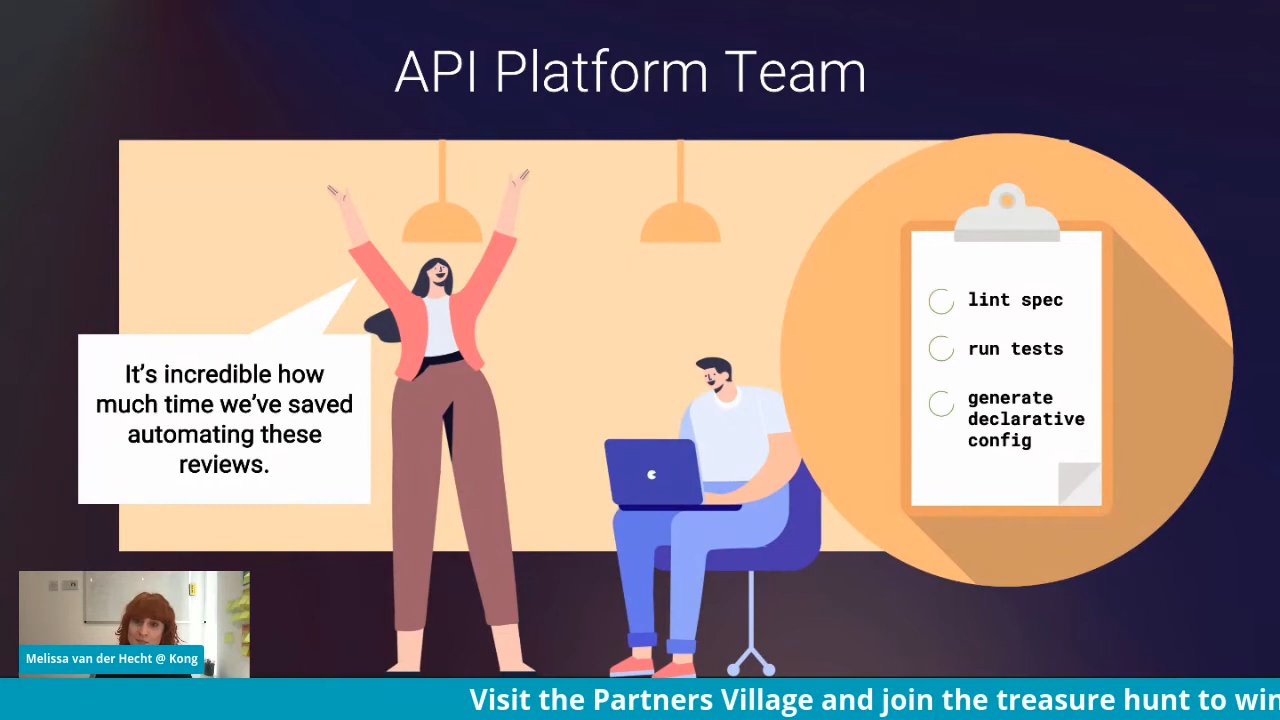 API Platform Team
It’s incredible how
much time we’ve saved
automating these
reviews.
lint spec
run tests
generate
declarative
config
Melissa van der Hecht @ Kong
Visit the Partners Village and join the treasure hunt to win